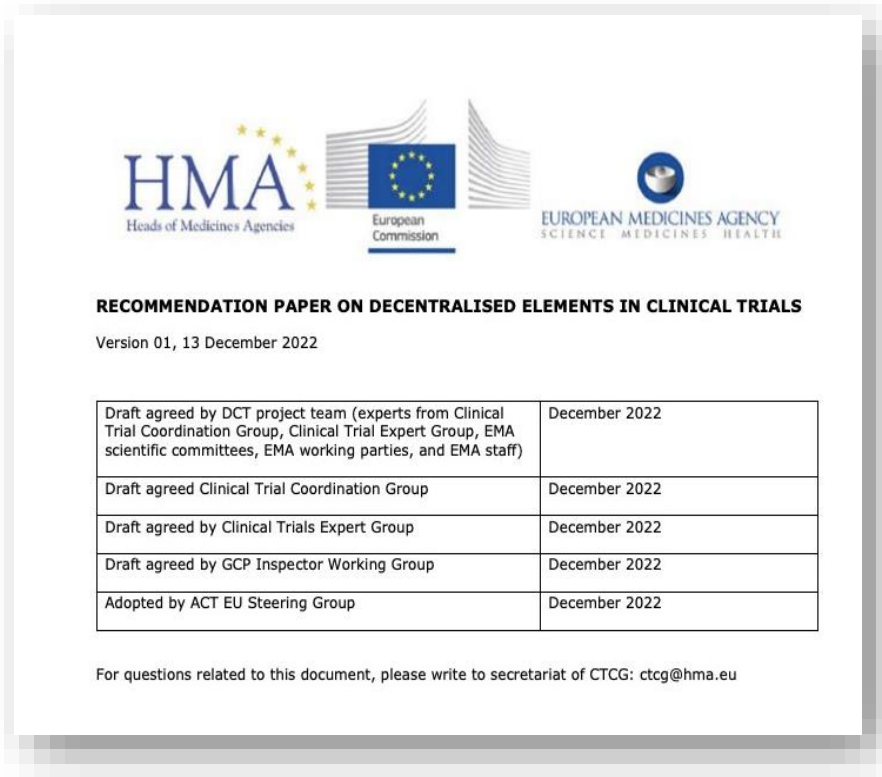 HMA
Heads of Medicines Agencies
European
Commission
EUROPEAN MEDICINES AGENCY
SCIENCE MEDICINES HEALTH
RECOMMENDATION PAPER ON DECENTRALISED ELEMENTS IN CLINICAL TRIALS
Version 01, 13 December 2022
Draft agreed by DCT project team (experts from Clinical
Trial Coordination Group, Clinical Trial Expert Group, EMA
scientific committees, EMA working parties, and EMA staff)
December 2022
Draft agreed Clinical Trial Coordination Group
December 2022
Draft agreed by Clinical Trials Expert Group
December 2022
Draft agreed by GCP Inspector Working Group
December 2022
Adopted by ACT EU Steering Group
December 2022
For questions related to this document, please write to secretariat of CTCG: ctcg@hma.eu